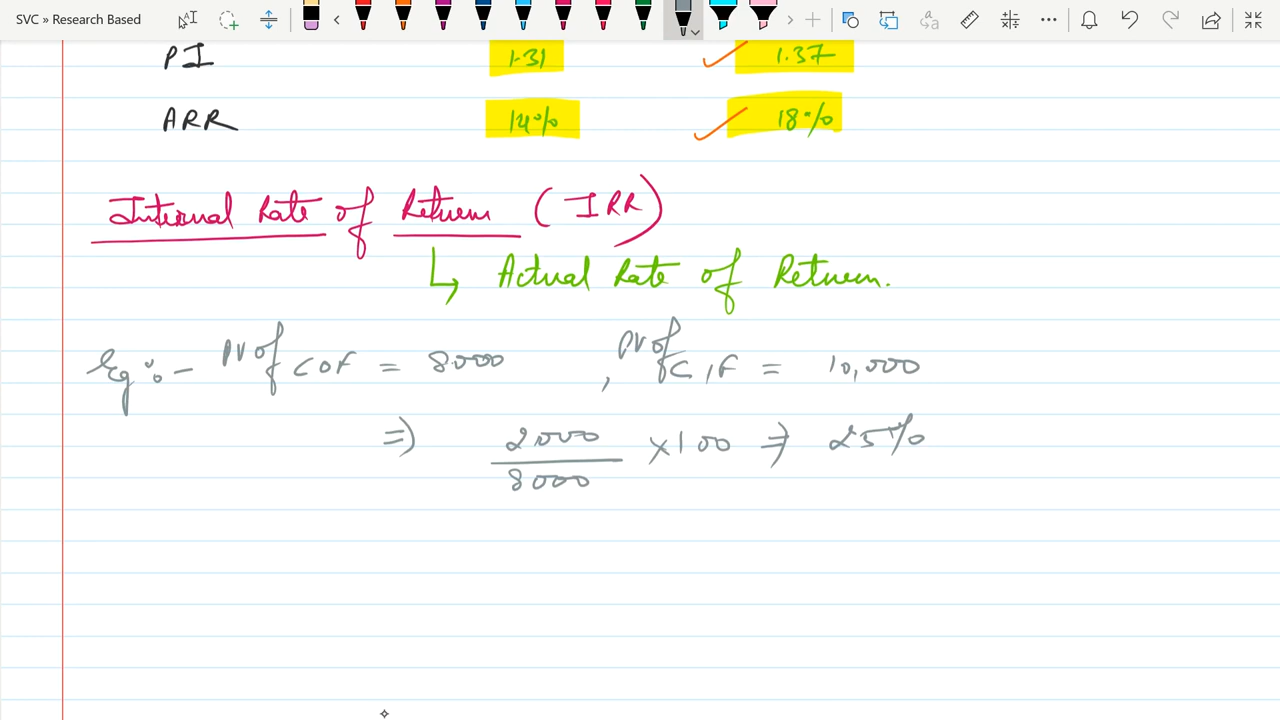 SVC » Research Based
PI 1.31 1.37
ARR 14% 18%
Internal Rate of Return (IRR)
Actual Rate of Return.
Eg:- PV of COF = 8000 , PV of CIF = 10,000
⇒ 2000 / 8000 × 100 ⇒ 25%